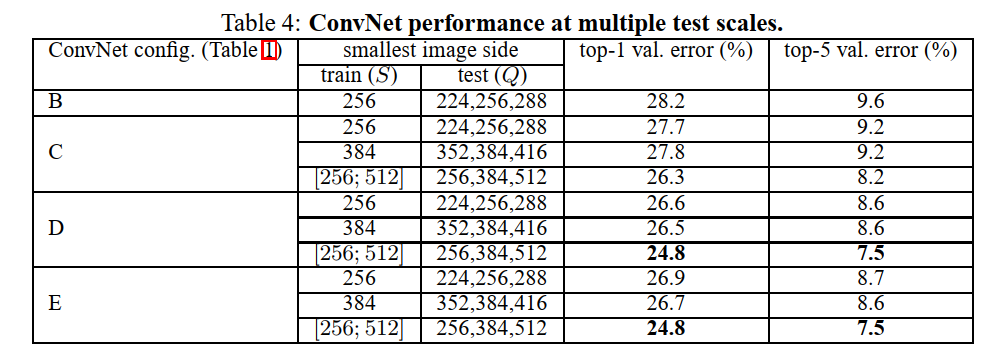 Table 4: ConvNet performance at multiple test scales.
ConvNet config. (Table 1) smallest image side top-1 val. error (%) top-5 val. error (%)
train (S) test (Q)
B 256 224,256,288 28.2 9.6
256 224,256,288 27.7 9.2
C 384 352,384,416 27.8 9.2
[256; 512] 256,384,512 26.3 8.2
256 224,256,288 26.6 8.6
D 384 352,384,416 26.5 8.6
[256; 512] 256,384,512 24.8 7.5
256 224,256,288 26.9 8.7
E 384 352,384,416 26.7 8.6
[256; 512] 256,384,512 24.8 7.5